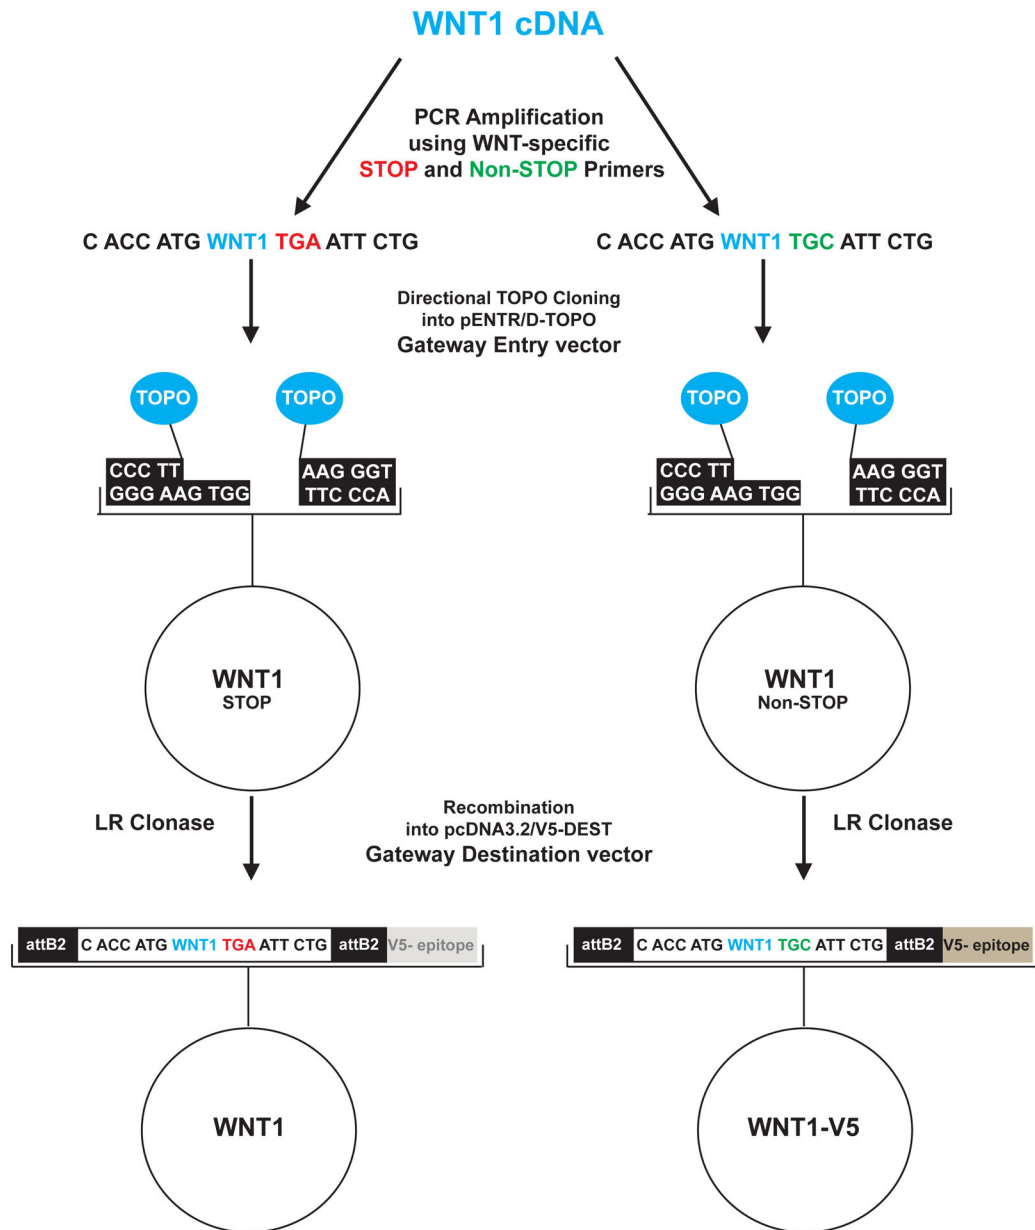 WNT1 cDNA
PCR Amplification
using WNT-specific
STOP and Non-STOP Primers
C ACC ATG WNT1 TGA ATT CTG
C ACC ATG WNT1 TGC ATT CTG
Directional TOPO Cloning
into pENTR/D-TOPO
Gateway Entry vector
TOPO
TOPO
TOPO
TOPO
CCC TT
GGG AAG TGG
AAG GGT
TTC CCA
CCC TT
GGG AAG TGG
AAG GGT
TTC CCA
WNT1
STOP
WNT1
Non-STOP
LR Clonase
Recombination
into pcDNA3.2/V5-DEST
Gateway Destination vector
LR Clonase
attB2 C ACC ATG WNT1 TGA ATT CTG attB2 V5- epitope
attB2 C ACC ATG WNT1 TGC ATT CTG attB2 V5- epitope
WNT1
WNT1-V5